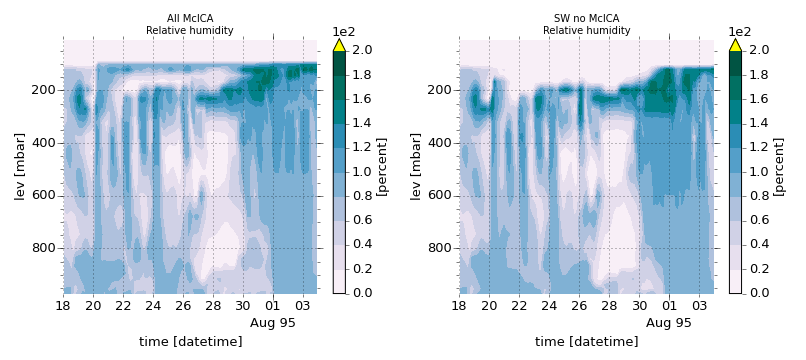 All McICA
Relative humidity
1e2
2.0
1.8
1.6
1.4
1.2
1.0
0.8
0.6
0.4
0.2
0.0
[percent]
lev [mbar]
200
400
600
800
18 20 22 24 26 28 30 01 03
Aug 95
time [datetime]
SW no McICA
Relative humidity
1e2
2.0
1.8
1.6
1.4
1.2
1.0
0.8
0.6
0.4
0.2
0.0
[percent]
lev [mbar]
200
400
600
800
18 20 22 24 26 28 30 01 03
Aug 95
time [datetime]